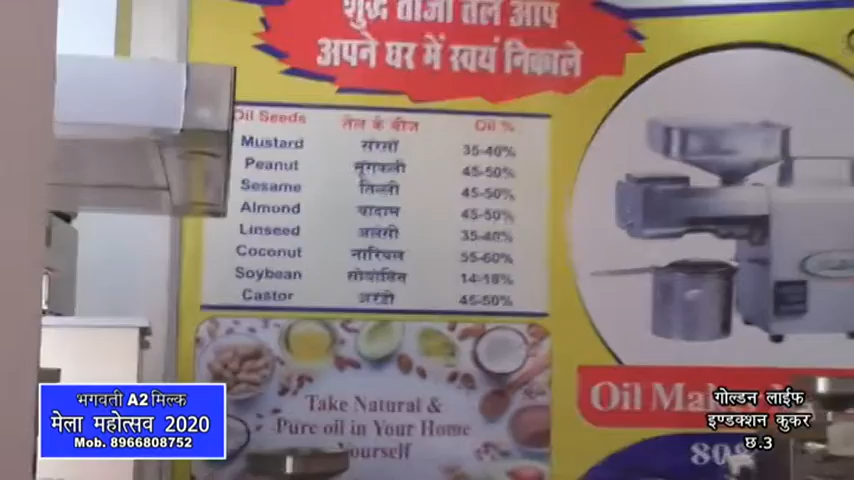 शुद्ध ताजा तेल आप
अपने घर में स्वयं निकाले
Oil Seeds तेल के बीज Oil %
Mustard सरसों 35-40%
Peanut मूंगफली 45-50%
Sesame तिल्ली 45-50%
Almond बादाम 45-50%
Linseed अलसी 35-40%
Coconut नारियल 55-60%
Soybean सोयाबिन 14-18%
Castor अरंडी 45-50%
Take Natural &
Pure oil in Your Home
Yourself
Oil
भगवती A2 मिल्क
मेला महोत्सव 2020
Mob. 8966808752
गोल्डन लाईफ
इण्डक्शन कुकर
छ.3